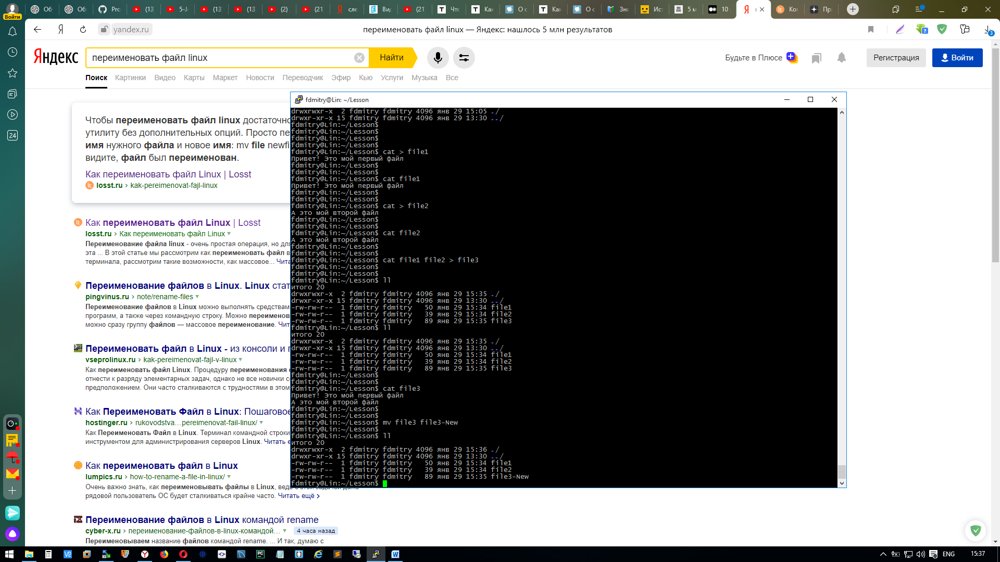 Об
Об
Pro
(13
5-J
(13
(13
(2)
(21
сле
Ви
(21
Что
Как
О с
Как
О с
Зна
Ист
5 м
10
Ко
Пр
Войти
yandex.ru
переименовать файл linux — Яндекс: нашлось 5 млн результатов
3
Яндекс
переименовать файл linux
Найти
Будьте в Плюсе
Регистрация
Войти
Поиск Картинки Видео Карты Маркет Новости Переводчик Эфир Кью Услуги Музыка Все
24
Чтобы переименовать файл linux достаточно
утилиту без дополнительных опций. Просто пе
имя нужного файла и новое имя: mv file newfi
видите, файл был переименован.
Как переименовать файл Linux | Losst
losst.ru › kak-pereimenovat-fajl-linux
Как переименовать файл Linux | Losst
losst.ru › Как переименовать файл Linux
Переименование файла linux - очень простая операция, но для
эта ... В этой статье мы рассмотрим как переименовать файл в
терминала, рассмотрим такие возможности, как массовое... Чита
Переименование файлов в Linux. Linux стат
pingvinus.ru › note/rename-files
Переименование файлов в Linux можно выполнять средствам
программ, а также через командную строку. Можно переименов
можно сразу группу файлов — массовое переименование. Чит
Переименовать файл в Linux - из консоли и г
vseprolinux.ru › kak-pereimenovat-fajl-v-linux
Как переименовать файл Linux. Процедуру переименования
отнести к разряду элементарных задач, однако не все новички с
предположением. Они часто сталкиваются с трудностями в этом
Как Переименовать Файл в Linux: Пошаговое
hostinger.ru › rukovodstva…pereimenovat-fail-linux/
Как Переименовать Файл в Linux. Терминал командной строки
инструментом для администрирования серверов Linux. Читать е
Как переименовать файл в Linux
lumpics.ru › how-to-rename-a-file-in-linux/
Очень важно знать, как переименовывать файлы в Linux, ведь с этой задачей даже
рядовой пользователь ОС будет сталкиваться крайне часто. Читать ещё ›
Переименование файлов в Linux командой rename
cyber-x.ru › переименование-файлов-в-linux-командой… 4 часа назад
Переименовываем название файлов командой rename. ... И так, думаю с
fdmitry@Lin: ~/Lesson
drwxrwxr-x  2 fdmitry fdmitry 4096 янв 29 15:05 ./
drwxr-xr-x 15 fdmitry fdmitry 4096 янв 29 13:30 ../
fdmitry@Lin:~/Lesson$
fdmitry@Lin:~/Lesson$
fdmitry@Lin:~/Lesson$
fdmitry@Lin:~/Lesson$
fdmitry@Lin:~/Lesson$ cat > file1
Привет! Это мой первый файл
fdmitry@Lin:~/Lesson$
fdmitry@Lin:~/Lesson$
fdmitry@Lin:~/Lesson$ cat file1
Привет! Это мой первый файл
fdmitry@Lin:~/Lesson$
fdmitry@Lin:~/Lesson$
fdmitry@Lin:~/Lesson$ cat > file2
А это мой второй файл
fdmitry@Lin:~/Lesson$
fdmitry@Lin:~/Lesson$
fdmitry@Lin:~/Lesson$ cat file2
А это мой второй файл
fdmitry@Lin:~/Lesson$
fdmitry@Lin:~/Lesson$
fdmitry@Lin:~/Lesson$ cat file1 file2 > file3
fdmitry@Lin:~/Lesson$
fdmitry@Lin:~/Lesson$
fdmitry@Lin:~/Lesson$ ll
итого 20
drwxrwxr-x  2 fdmitry fdmitry 4096 янв 29 15:35 ./
drwxr-xr-x 15 fdmitry fdmitry 4096 янв 29 13:30 ../
-rw-rw-r--  1 fdmitry fdmitry   50 янв 29 15:34 file1
-rw-rw-r--  1 fdmitry fdmitry   39 янв 29 15:34 file2
-rw-rw-r--  1 fdmitry fdmitry   89 янв 29 15:35 file3
fdmitry@Lin:~/Lesson$ ll
итого 20
drwxrwxr-x  2 fdmitry fdmitry 4096 янв 29 15:35 ./
drwxr-xr-x 15 fdmitry fdmitry 4096 янв 29 13:30 ../
-rw-rw-r--  1 fdmitry fdmitry   50 янв 29 15:34 file1
-rw-rw-r--  1 fdmitry fdmitry   39 янв 29 15:34 file2
-rw-rw-r--  1 fdmitry fdmitry   89 янв 29 15:35 file3
fdmitry@Lin:~/Lesson$
fdmitry@Lin:~/Lesson$
fdmitry@Lin:~/Lesson$ cat file3
Привет! Это мой первый файл
А это мой второй файл
fdmitry@Lin:~/Lesson$
fdmitry@Lin:~/Lesson$
fdmitry@Lin:~/Lesson$ mv file3 file3-New
fdmitry@Lin:~/Lesson$
fdmitry@Lin:~/Lesson$ ll
итого 20
drwxrwxr-x  2 fdmitry fdmitry 4096 янв 29 15:36 ./
drwxr-xr-x 15 fdmitry fdmitry 4096 янв 29 13:30 ../
-rw-rw-r--  1 fdmitry fdmitry   50 янв 29 15:34 file1
-rw-rw-r--  1 fdmitry fdmitry   39 янв 29 15:34 file2
-rw-rw-r--  1 fdmitry fdmitry   89 янв 29 15:35 file3-New
fdmitry@Lin:~/Lesson$
ENG
15:37